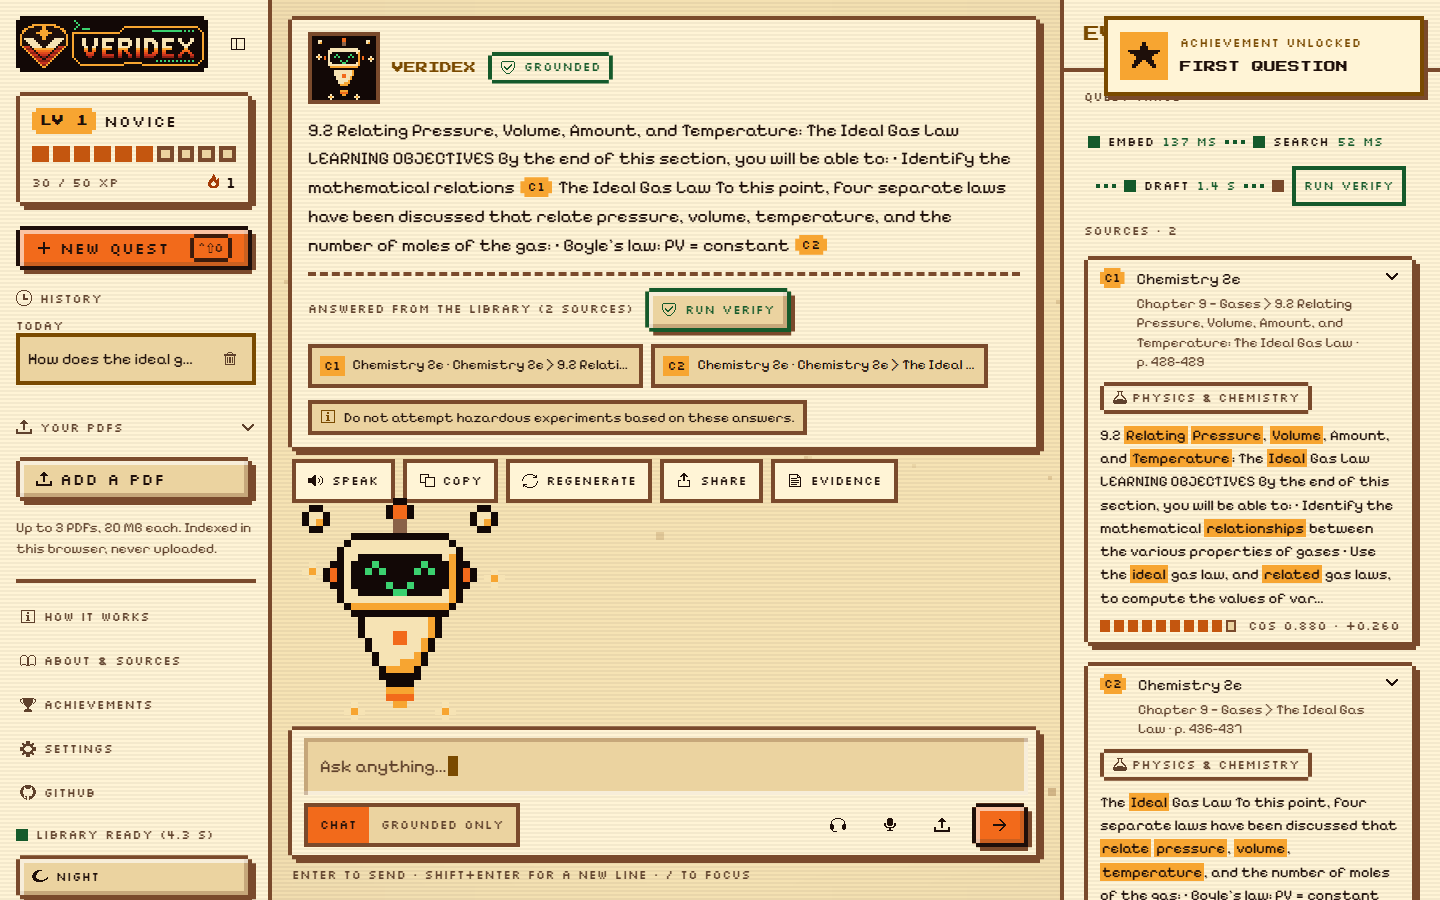 VERIDEX
LV 1 NOVICE
30 / 50 XP 1
+ NEW QUEST ^⇧O
HISTORY
TODAY
How does the ideal g...
YOUR PDFS
ADD A PDF
Up to 3 PDFs, 20 MB each. Indexed in
this browser, never uploaded.
HOW IT WORKS
ABOUT & SOURCES
ACHIEVEMENTS
SETTINGS
GITHUB
LIBRARY READY (4.3 S)
NIGHT
VERIDEX GROUNDED
9.2 Relating Pressure, Volume, Amount, and Temperature: The Ideal Gas Law
LEARNING OBJECTIVES By the end of this section, you will be able to: · Identify the
mathematical relations C1 The Ideal Gas Law To this point, four separate laws
have been discussed that relate pressure, volume, temperature, and the
number of moles of the gas: · Boyle's law: PV = constant C2
ANSWERED FROM THE LIBRARY (2 SOURCES) RUN VERIFY
C1 Chemistry 2e · Chemistry 2e > 9.2 Relati...
C2 Chemistry 2e · Chemistry 2e > The Ideal ...
Do not attempt hazardous experiments based on these answers.
SPEAK COPY REGENERATE SHARE EVIDENCE
Ask anything...
CHAT GROUNDED ONLY
ENTER TO SEND · SHIFT+ENTER FOR A NEW LINE · / TO FOCUS
ACHIEVEMENT UNLOCKED
FIRST QUESTION
EMBED 137 MS SEARCH 52 MS
DRAFT 1.4 S RUN VERIFY
SOURCES · 2
C1 Chemistry 2e
Chapter 9 - Gases > 9.2 Relating
Pressure, Volume, Amount, and
Temperature: The Ideal Gas Law ·
p. 428-429
PHYSICS & CHEMISTRY
9.2 Relating Pressure, Volume, Amount,
and Temperature: The Ideal Gas Law
LEARNING OBJECTIVES By the end of this
section, you will be able to: · Identify the
mathematical relationships between
the various properties of gases · Use
the ideal gas law, and related gas laws,
to compute the values of var...
COS 0.880 · +0.260
C2 Chemistry 2e
Chapter 9 - Gases > The Ideal Gas
Law · p. 436-437
PHYSICS & CHEMISTRY
The Ideal Gas Law To this point, four
separate laws have been discussed that
relate pressure, volume,
temperature, and the number of moles
of the gas: · Boyle's law: PV = constant